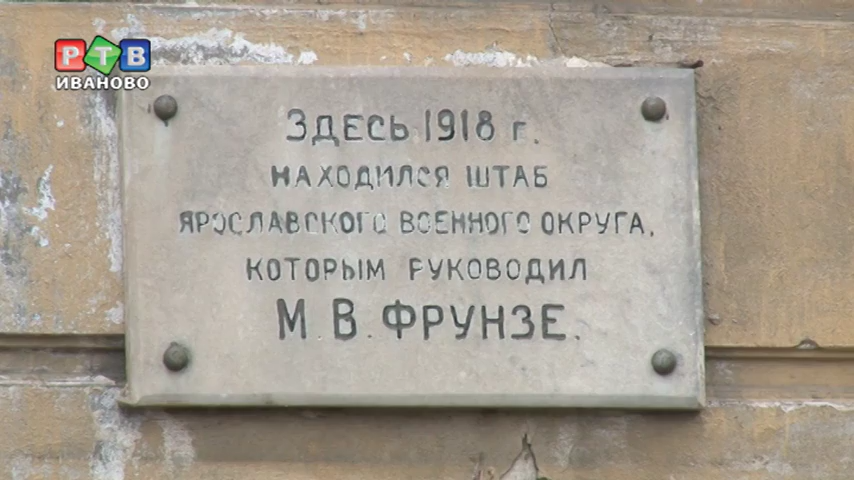 РТВ
ИВАНОВО
ЗДЕСЬ 1918 г.
НАХОДИЛСЯ ШТАБ
ЯРОСЛАВСКОГО ВОЕННОГО ОКРУГА,
КОТОРЫМ РУКОВОДИЛ
М. В. ФРУНЗЕ.